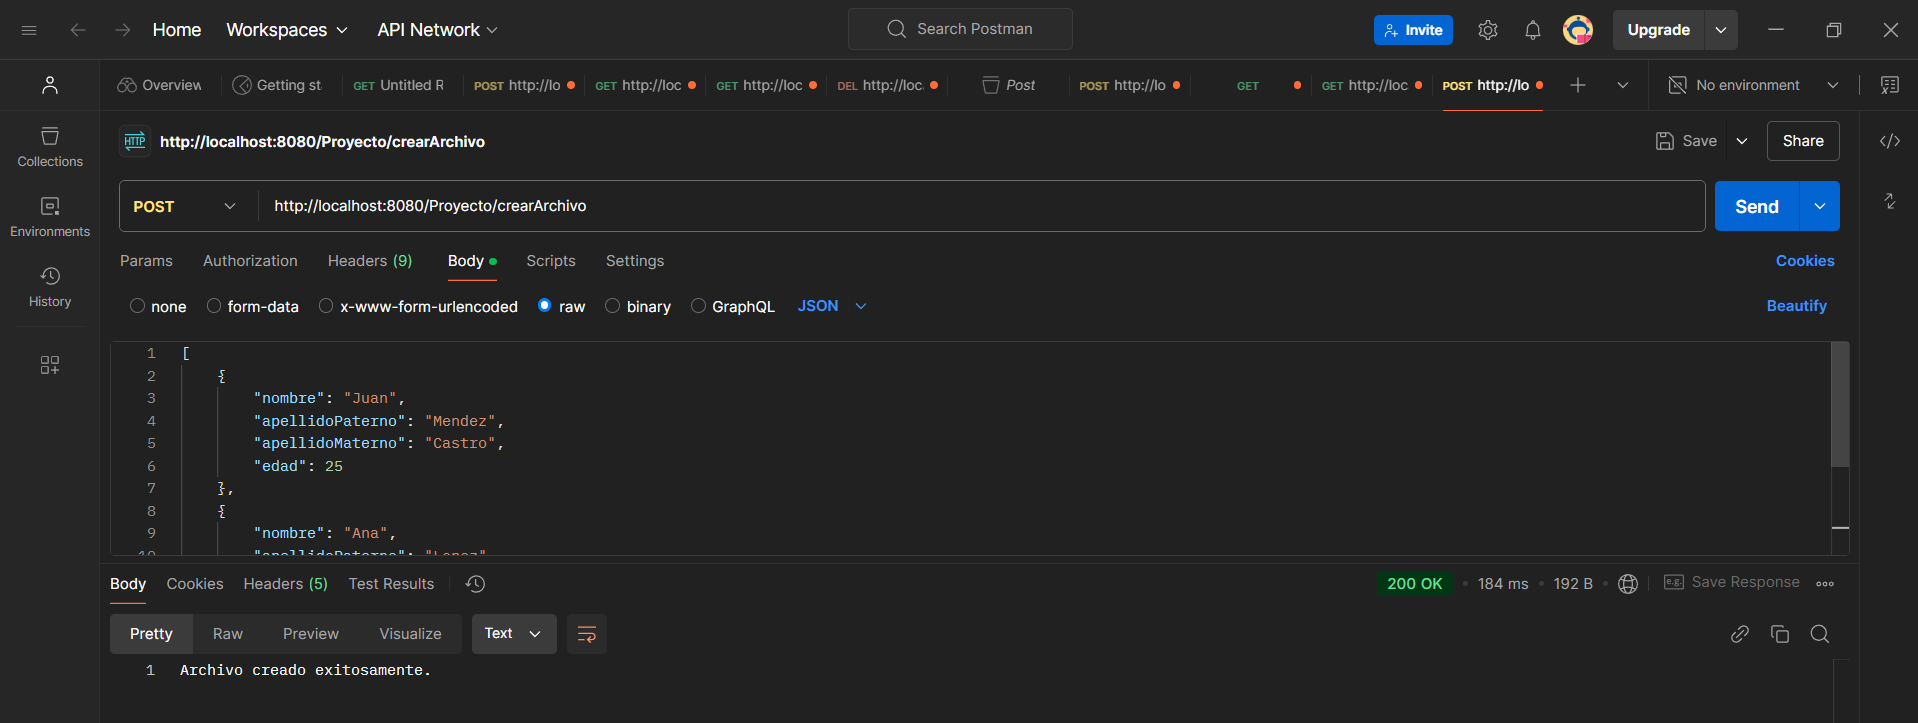 Home Workspaces API Network Search Postman Invite Upgrade
Overview Getting st GET Untitled R POST http://lo GET http://loc GET http://loc DEL http://loc. Post POST http://lo GET GET http://loc POST http://lo No environment
HTTP http://localhost:8080/Proyecto/crearArchivo Save Share
Collections
Environments
History
POST http://localhost:8080/Proyecto/crearArchivo Send
Params Authorization Headers (9) Body Scripts Settings Cookies
none form-data x-www-form-urlencoded raw binary GraphQL JSON Beautify
1 [
2 {
3 "nombre": "Juan",
4 "apellidoPaterno": "Mendez",
5 "apellidoMaterno": "Castro",
6 "edad": 25
7 },
8 {
9 "nombre": "Ana",
10 "apellidoPaterno": "Lopez"
Body Cookies Headers (5) Test Results 200 OK 184 ms 192 B e.g. Save Response
Pretty Raw Preview Visualize Text
1 Archivo creado exitosamente.